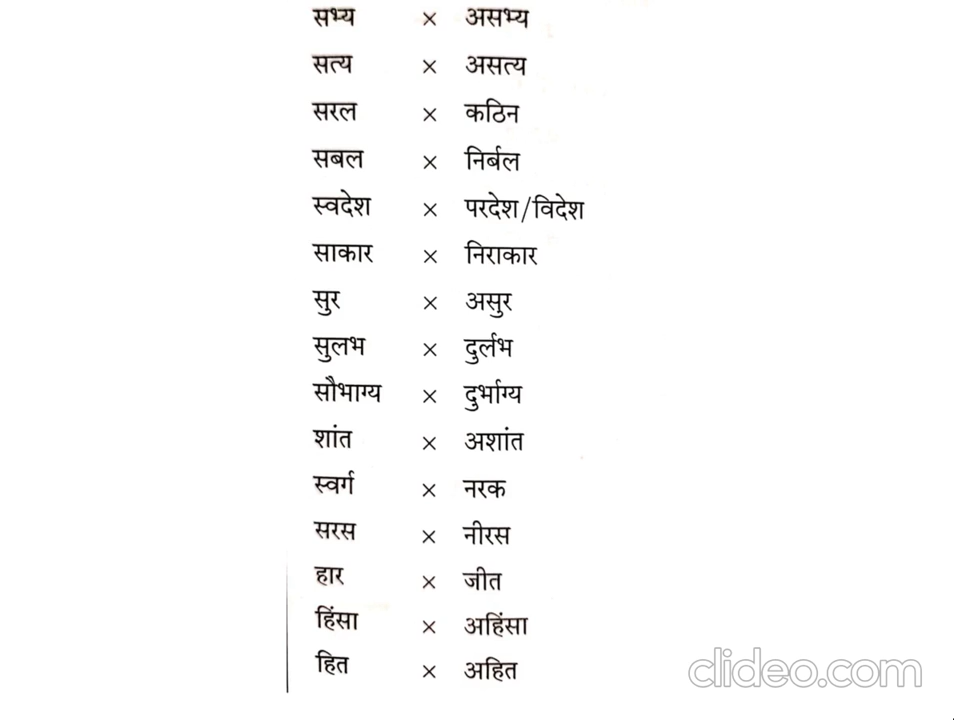 सभ्य × असभ्य
सत्य × असत्य
सरल × कठिन
सबल × निर्बल
स्वदेश × परदेश/विदेश
साकार × निराकार
सुर × असुर
सुलभ × दुर्लभ
सौभाग्य × दुर्भाग्य
शांत × अशांत
स्वर्ग × नरक
सरस × नीरस
हार × जीत
हिंसा × अहिंसा
हित × अहित
clideo.com